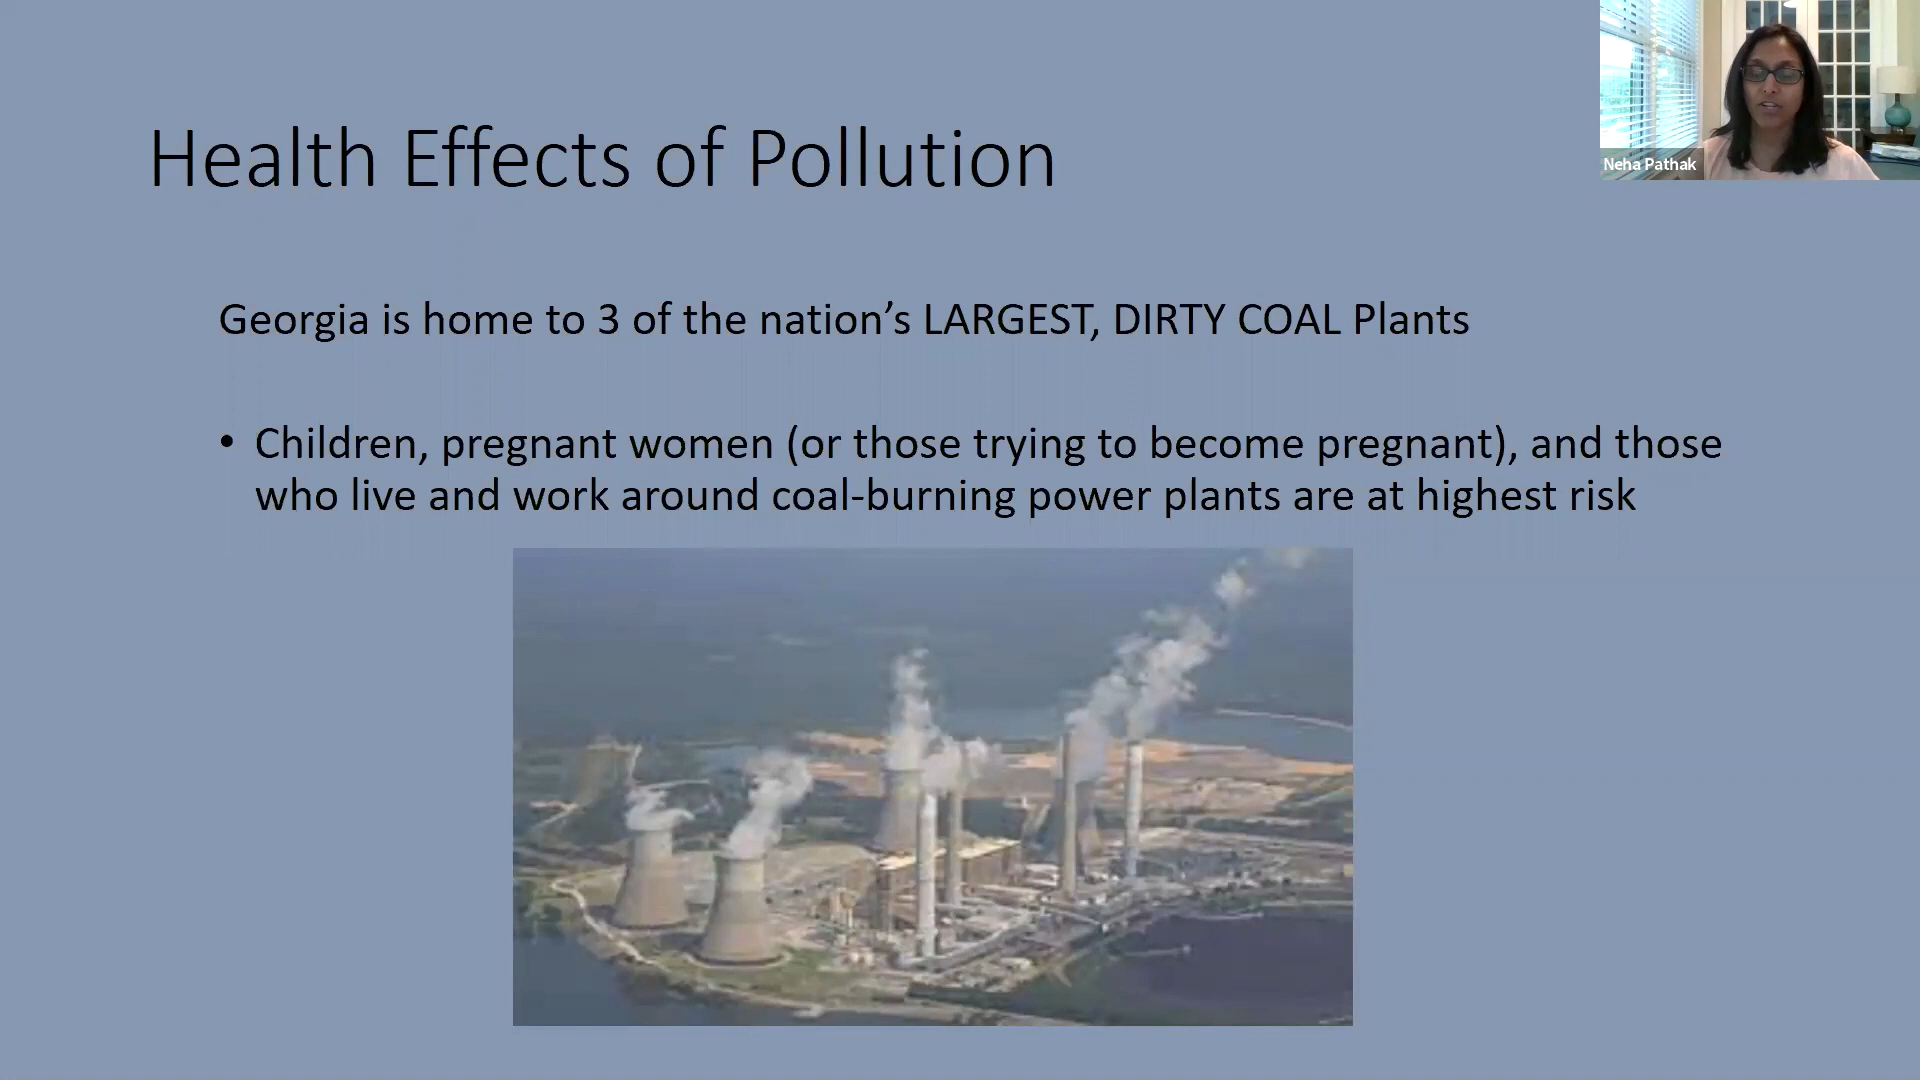 Health Effects of Pollution
Neha Pathak
Georgia is home to 3 of the nation’s LARGEST, DIRTY COAL Plants
• Children, pregnant women (or those trying to become pregnant), and those
who live and work around coal-burning power plants are at highest risk